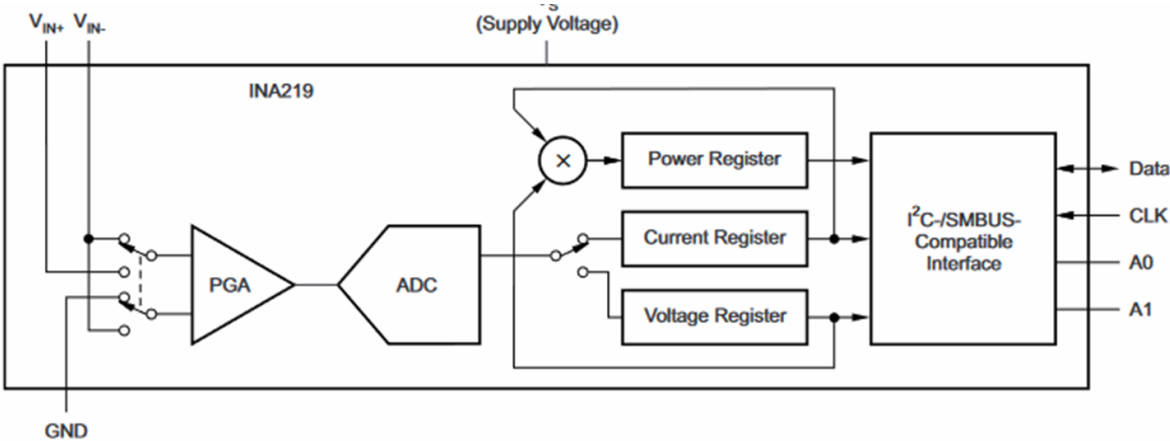 VIN+ VIN-
(Supply Voltage)
INA219
×
Power Register
Current Register
Voltage Register
PGA
ADC
I²C-/SMBUS-
Compatible
Interface
Data
CLK
A0
A1
GND